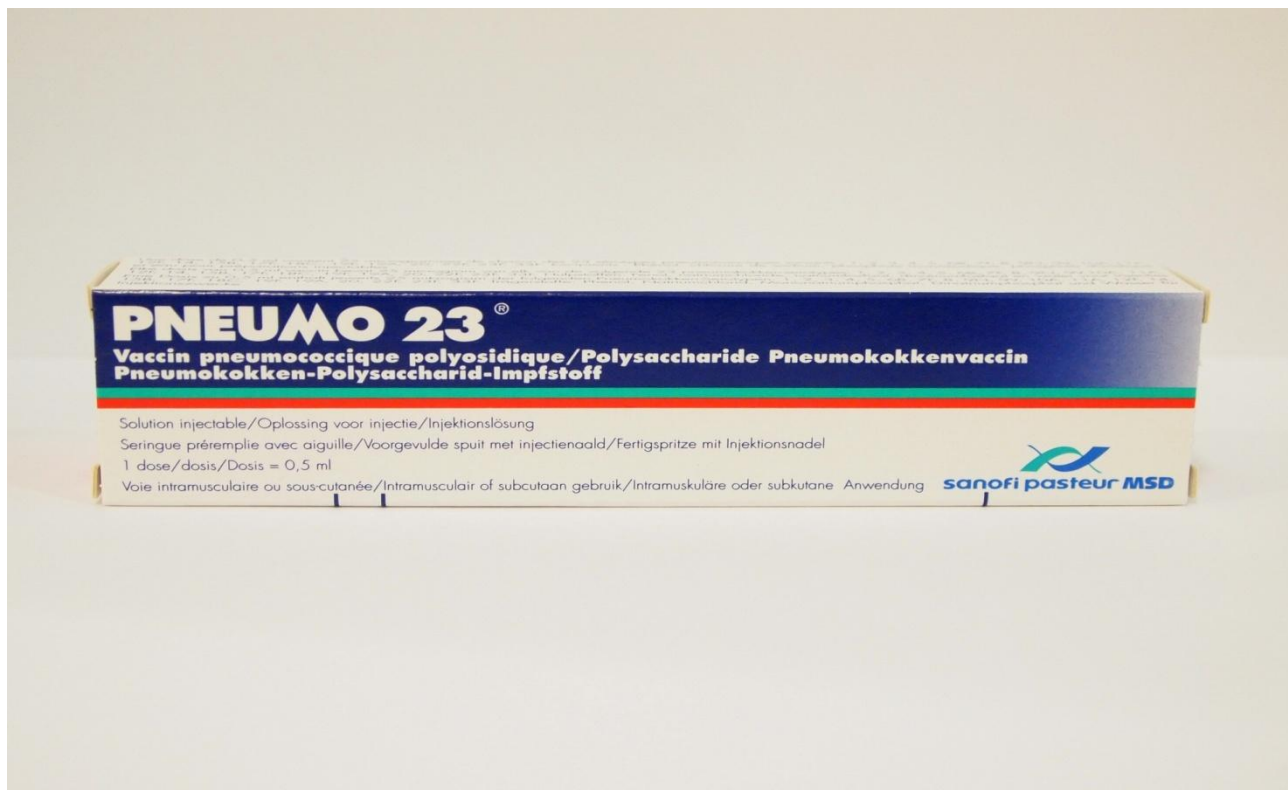 PNEUMO 23®
Vaccin pneumococcique polyosidique/Polysaccharide Pneumokokkenvaccin
Pneumokokken-Polysaccharid-Impfstoff
Solution injectable/Oplossing voor injectie/Injektionslösung
Seringue préremplie avec aiguille/Voorgevulde spuit met injectienaald/Fertigspritze mit Injektionsnadel
1 dose/dosis/Dosis = 0,5 ml
Voie intramusculaire ou sous-cutanée/Intramusculair of subcutaan gebruik/Intramuskuläre oder subkutane Anwendung
sanofi pasteur MSD